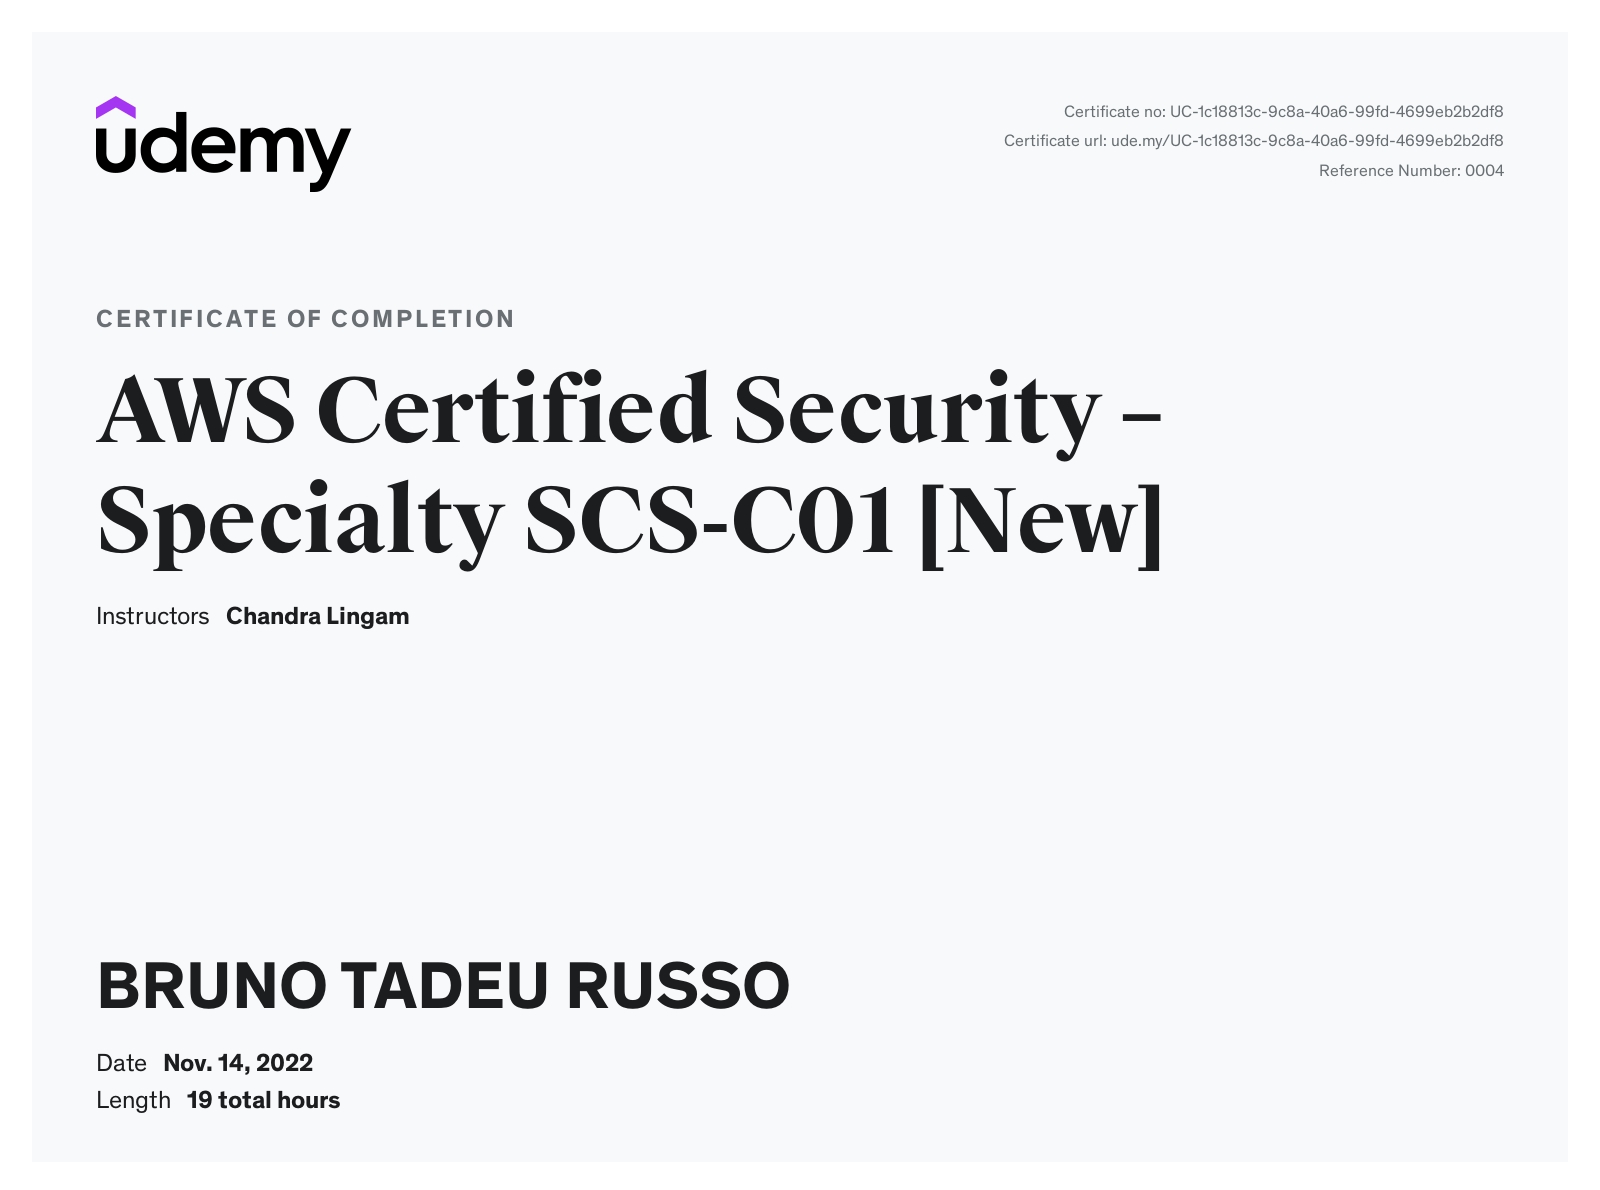 udemy
Certificate no: UC-1c18813c-9c8a-40a6-99fd-4699eb2b2df8
Certificate url: ude.my/UC-1c18813c-9c8a-40a6-99fd-4699eb2b2df8
Reference Number: 0004
CERTIFICATE OF COMPLETION
AWS Certified Security –
Specialty SCS-C01 [New]
Instructors Chandra Lingam
BRUNO TADEU RUSSO
Date Nov. 14, 2022
Length 19 total hours